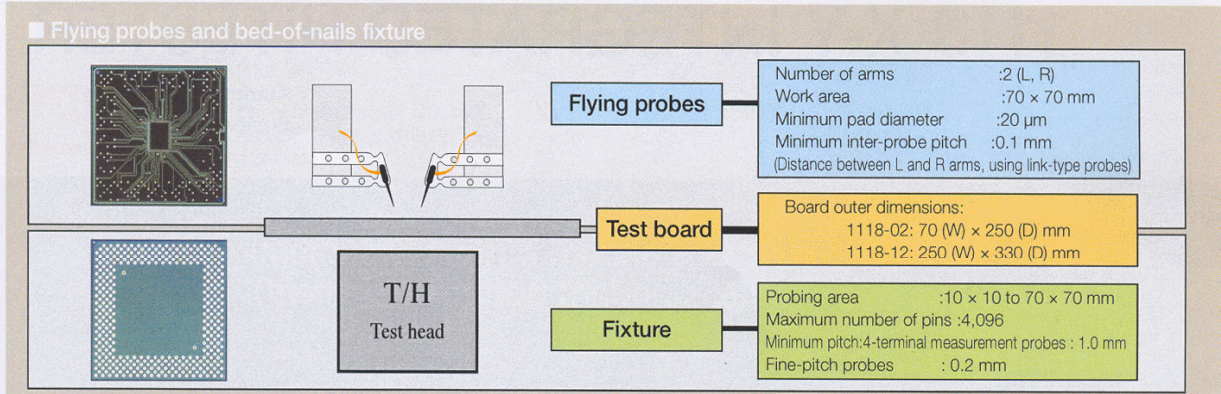 ■ Flying probes and bed-of-nails fixture
Flying probes
Number of arms :2 (L, R)
Work area :70 × 70 mm
Minimum pad diameter :20 µm
Minimum inter-probe pitch :0.1 mm
(Distance between L and R arms, using link-type probes)
Test board
Board outer dimensions:
1118-02: 70 (W) × 250 (D) mm
1118-12: 250 (W) × 330 (D) mm
T/H
Test head
Fixture
Probing area :10 × 10 to 70 × 70 mm
Maximum number of pins :4,096
Minimum pitch:4-terminal measurement probes : 1.0 mm
Fine-pitch probes : 0.2 mm